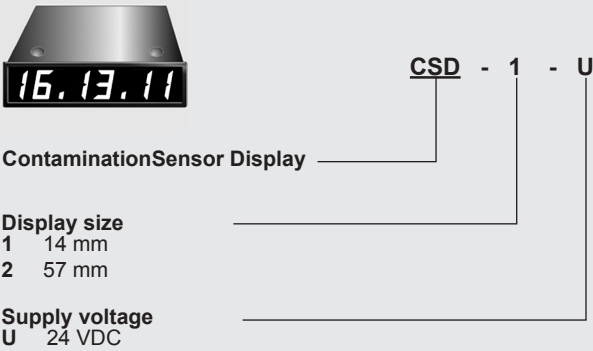 16.13.11
CSD - 1 - U
ContaminationSensor Display
Display size
1 14 mm
2 57 mm
Supply voltage
U 24 VDC